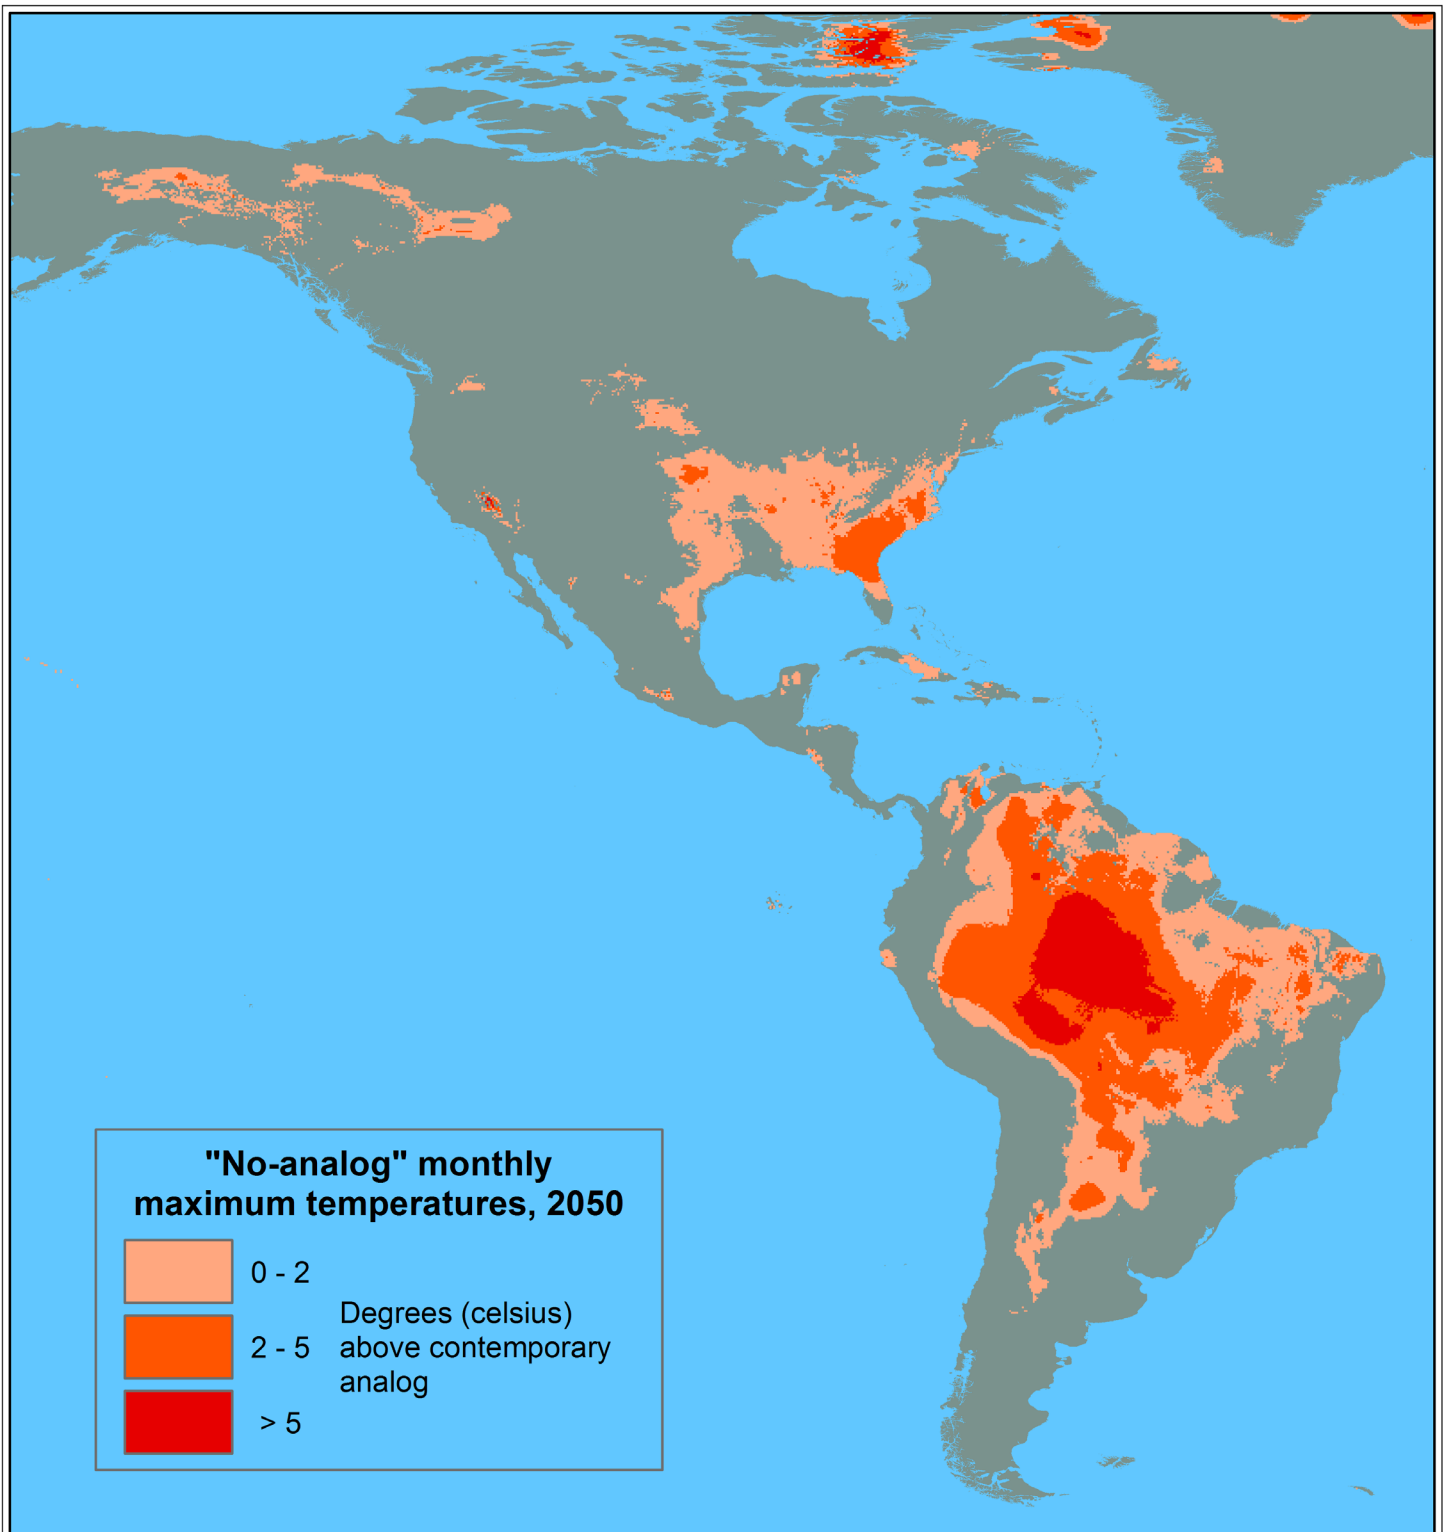 "No-analog" monthly
maximum temperatures, 2050
0 - 2
2 - 5
> 5
Degrees (celsius)
above contemporary
analog